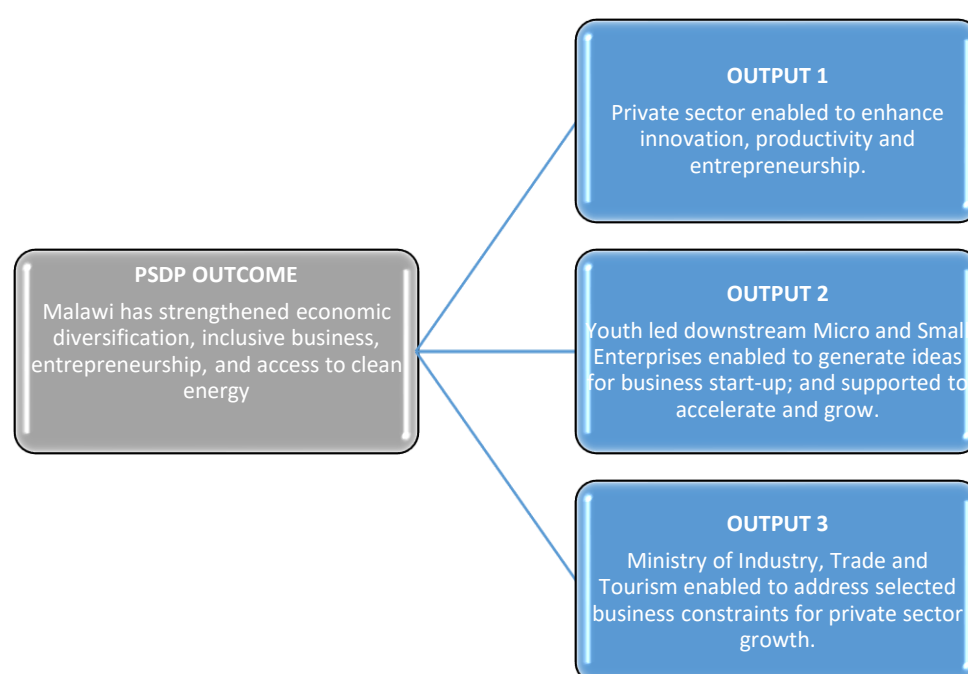 PSDP OUTCOME
Malawi has strengthened economic
diversification, inclusive business,
entrepreneurship, and access to clean
energy
OUTPUT 1
Private sector enabled to enhance
innovation, productivity and
entrepreneurship.
OUTPUT 2
Youth led downstream Micro and Small
Enterprises enabled to generate ideas
for business start-up; and supported to
accelerate and grow.
OUTPUT 3
Ministry of Industry, Trade and
Tourism enabled to address selected
business constraints for private sector
growth.